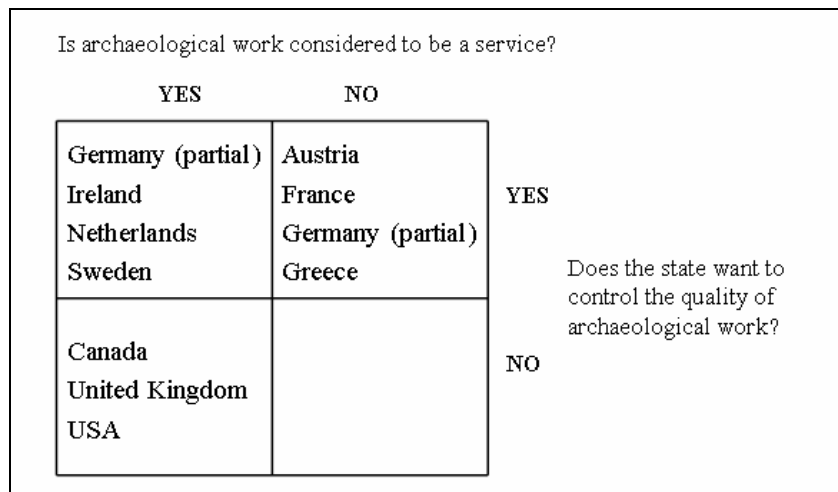 Is archaeological work considered to be a service?
YES NO
Germany (partial) Austria
Ireland France YES
Netherlands Germany (partial)
Sweden Greece
Does the state want to
control the quality of
archaeological work?
Canada
NO
United Kingdom
USA